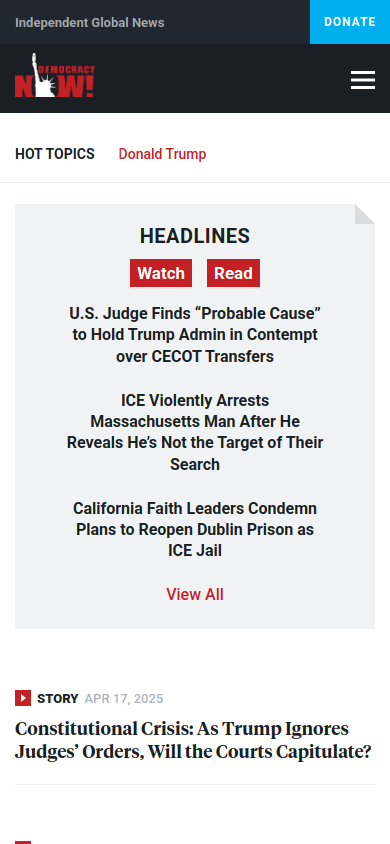 Independent Global News
DONATE
DEMOCRACY
NOW!
HOT TOPICS
Donald Trump
HEADLINES
Watch
Read
U.S. Judge Finds “Probable Cause”
to Hold Trump Admin in Contempt
over CECOT Transfers
ICE Violently Arrests
Massachusetts Man After He
Reveals He’s Not the Target of Their
Search
California Faith Leaders Condemn
Plans to Reopen Dublin Prison as
ICE Jail
View All
STORY APR 17, 2025
Constitutional Crisis: As Trump Ignores
Judges’ Orders, Will the Courts Capitulate?